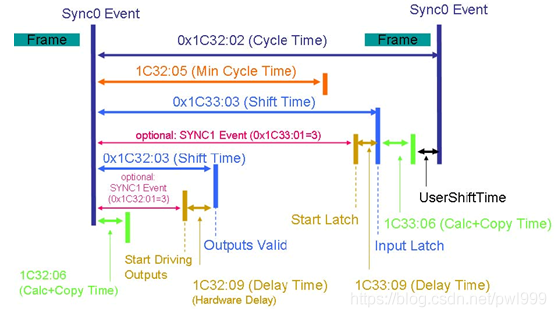 Sync0 Event
Sync0 Event
Frame
0x1C32:02 (Cycle Time)
Frame
1C32:05 (Min Cycle Time)
0x1C33:03 (Shift Time)
optional: SYNC1 Event (0x1C33:01=3)
0x1C32:03 (Shift Time)
optional:
SYNC1 Event
(0x1C32:01=3)
UserShiftTime
Start Latch
1C33:06 (Calc+Copy Time)
Start Driving
Outputs
Outputs Valid
Input Latch
1C32:06
(Calc+Copy Time)
1C32:09 (Delay Time)
(Hardware Delay)
1C33:09 (Delay Time)
https://blog.csdn.net/pwl999